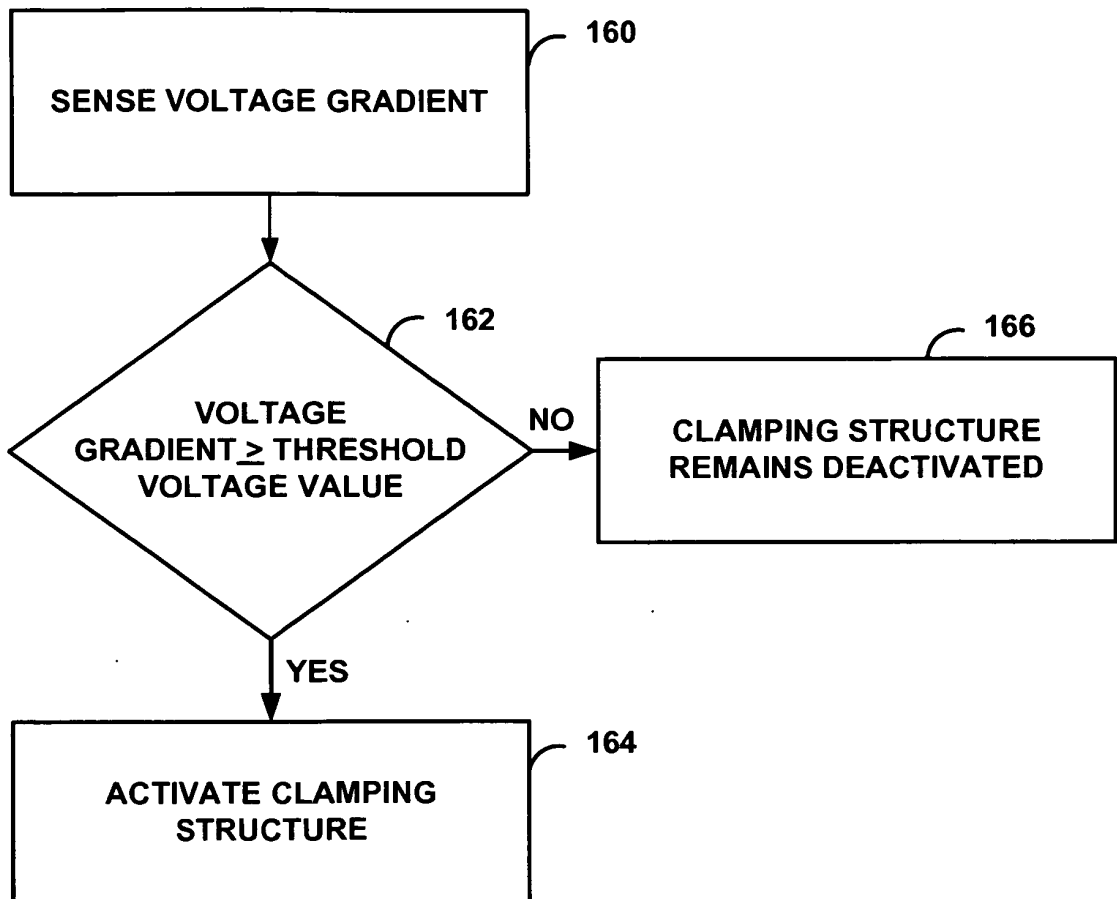 160
SENSE VOLTAGE GRADIENT
162
VOLTAGE
GRADIENT ≥ THRESHOLD
VOLTAGE VALUE
NO
166
CLAMPING STRUCTURE
REMAINS DEACTIVATED
YES
164
ACTIVATE CLAMPING
STRUCTURE